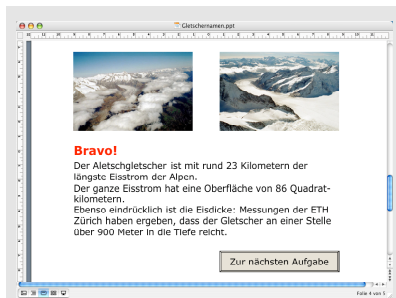 Gletschernamen.ppt
Bravo!
Der Aletschgletscher ist mit rund 23 Kilometern der
längste Eisstrom der Alpen.
Der ganze Eisstrom hat eine Oberfläche von 86 Quadrat-
kilometern.
Ebenso eindrücklich ist die Eisdicke: Messungen der ETH
Zürich haben ergeben, dass der Gletscher an einer Stelle
über 900 Meter in die Tiefe reicht.
Zur nächsten Aufgabe
Folie 4 von 5